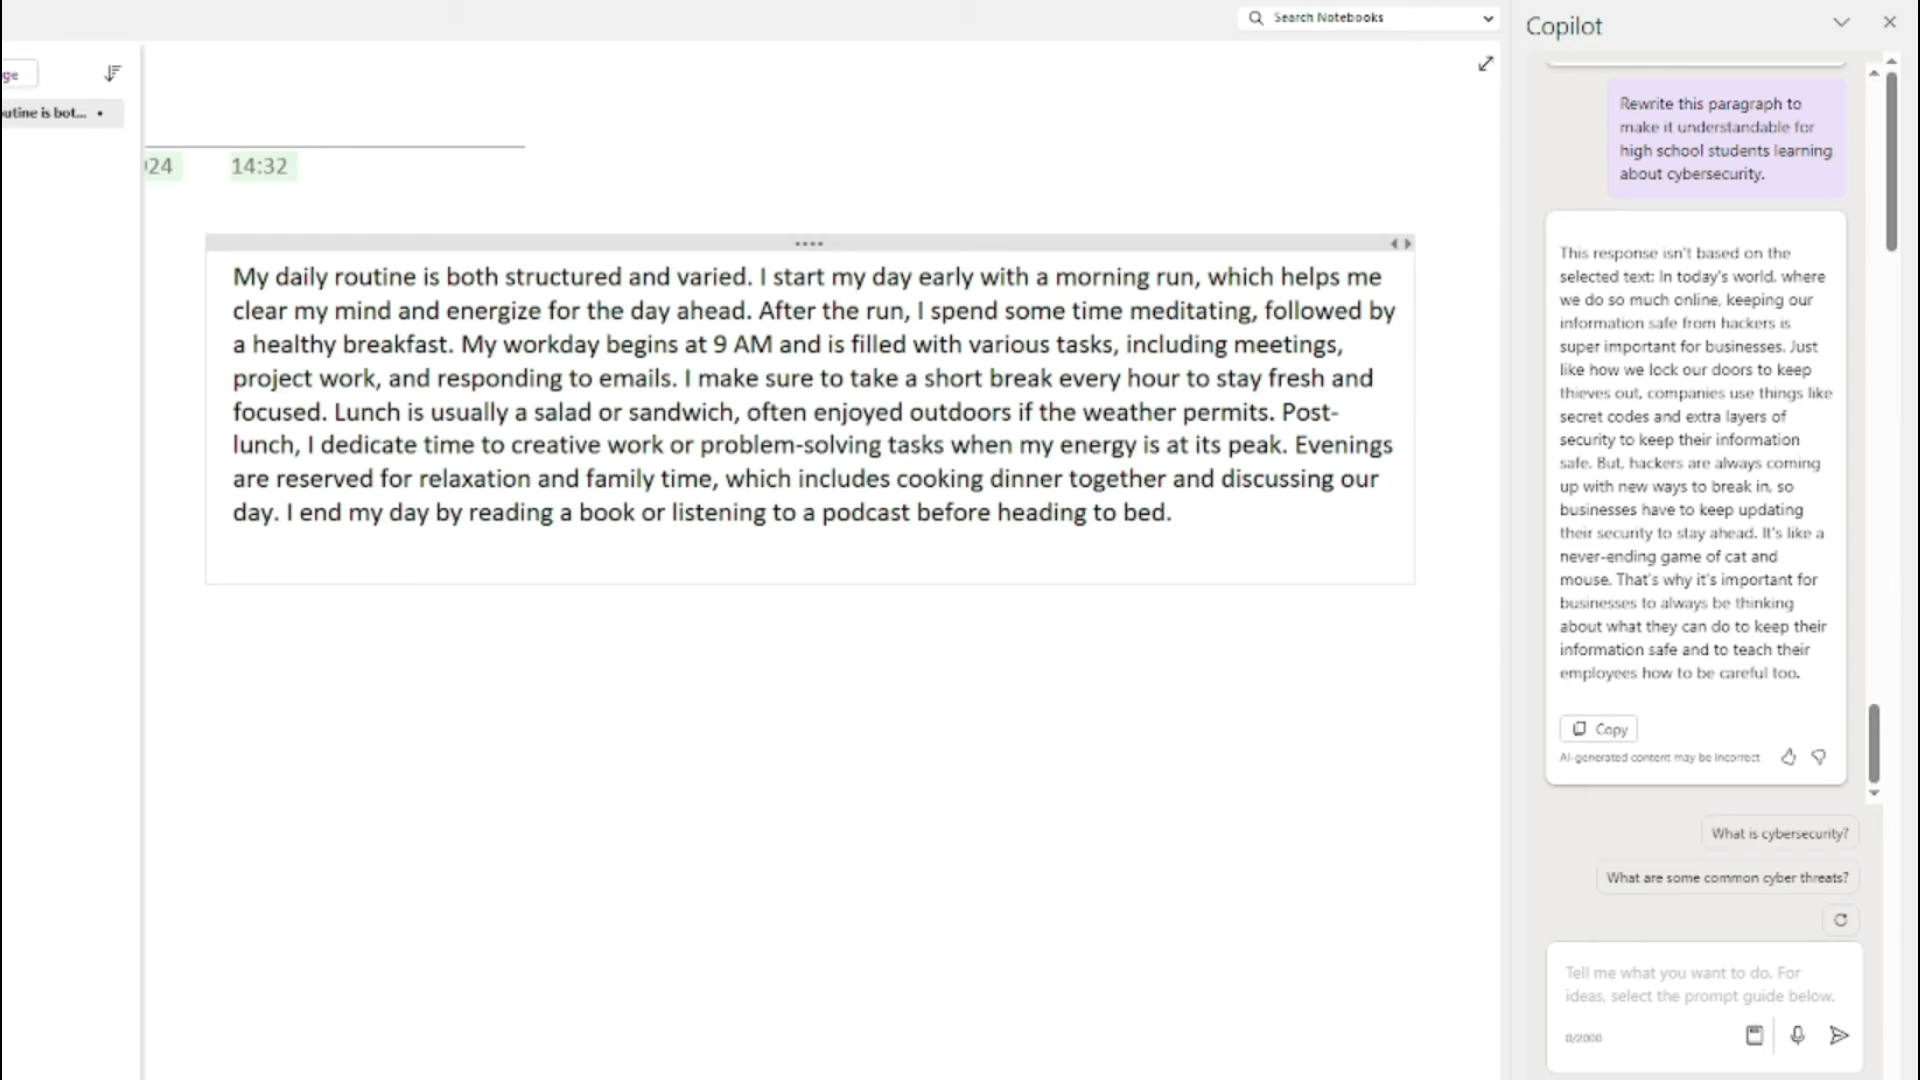 Search Notebooks
Copilot
ge
utine is bot...
24
14:32
My daily routine is both structured and varied. I start my day early with a morning run, which helps me
clear my mind and energize for the day ahead. After the run, I spend some time meditating, followed by
a healthy breakfast. My workday begins at 9 AM and is filled with various tasks, including meetings,
project work, and responding to emails. I make sure to take a short break every hour to stay fresh and
focused. Lunch is usually a salad or sandwich, often enjoyed outdoors if the weather permits. Post-
lunch, I dedicate time to creative work or problem-solving tasks when my energy is at its peak. Evenings
are reserved for relaxation and family time, which includes cooking dinner together and discussing our
day. I end my day by reading a book or listening to a podcast before heading to bed.
Rewrite this paragraph to
make it understandable for
high school students learning
about cybersecurity.
This response isn't based on the
selected text: In today's world, where
we do so much online, keeping our
information safe from hackers is
super important for businesses. Just
like how we lock our doors to keep
thieves out, companies use things like
secret codes and extra layers of
security to keep their information
safe. But, hackers are always coming
up with new ways to break in, so
businesses have to keep updating
their security to stay ahead. It's like a
never-ending game of cat and
mouse. That's why it's important for
businesses to always be thinking
about what they can do to keep their
information safe and to teach their
employees how to be careful too.
Copy
AI-generated content may be incorrect
What is cybersecurity?
What are some common cyber threats?
Tell me what you want to do. For
ideas, select the prompt guide below.
0/2000